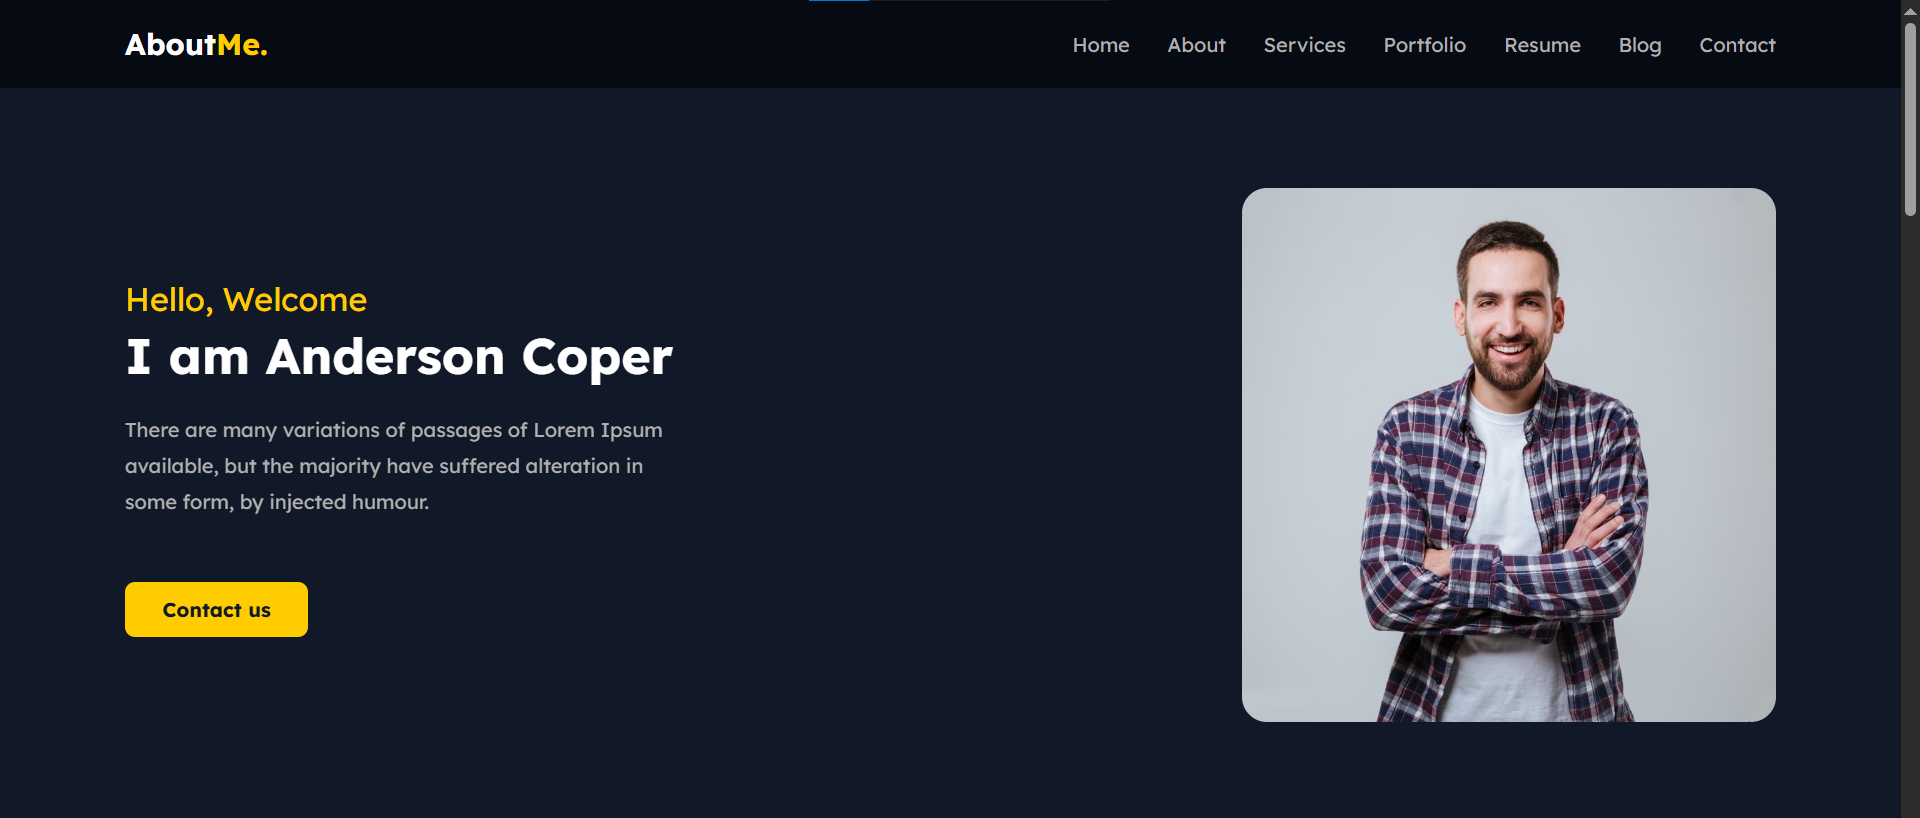 AboutMe.
Home About Services Portfolio Resume Blog Contact
Hello, Welcome
I am Anderson Coper
There are many variations of passages of Lorem Ipsum
available, but the majority have suffered alteration in
some form, by injected humour.
Contact us